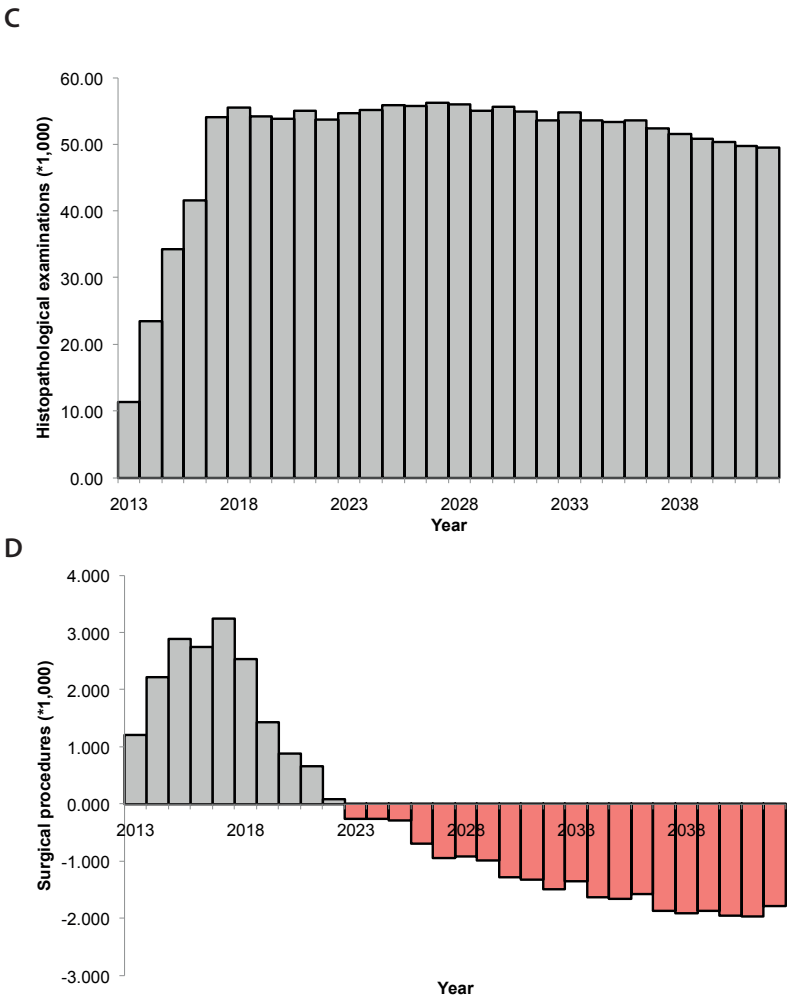 C
60.00
50.00
40.00
30.00
20.00
10.00
0.00
Histopathological examinations (*1,000)
2013 2018 2023 2028 2033 2038
Year
D
4.000
3.000
2.000
1.000
0.000
-1.000
-2.000
-3.000
Surgical procedures (*1,000)
2013 2018 2023 2028 2033 2038
Year